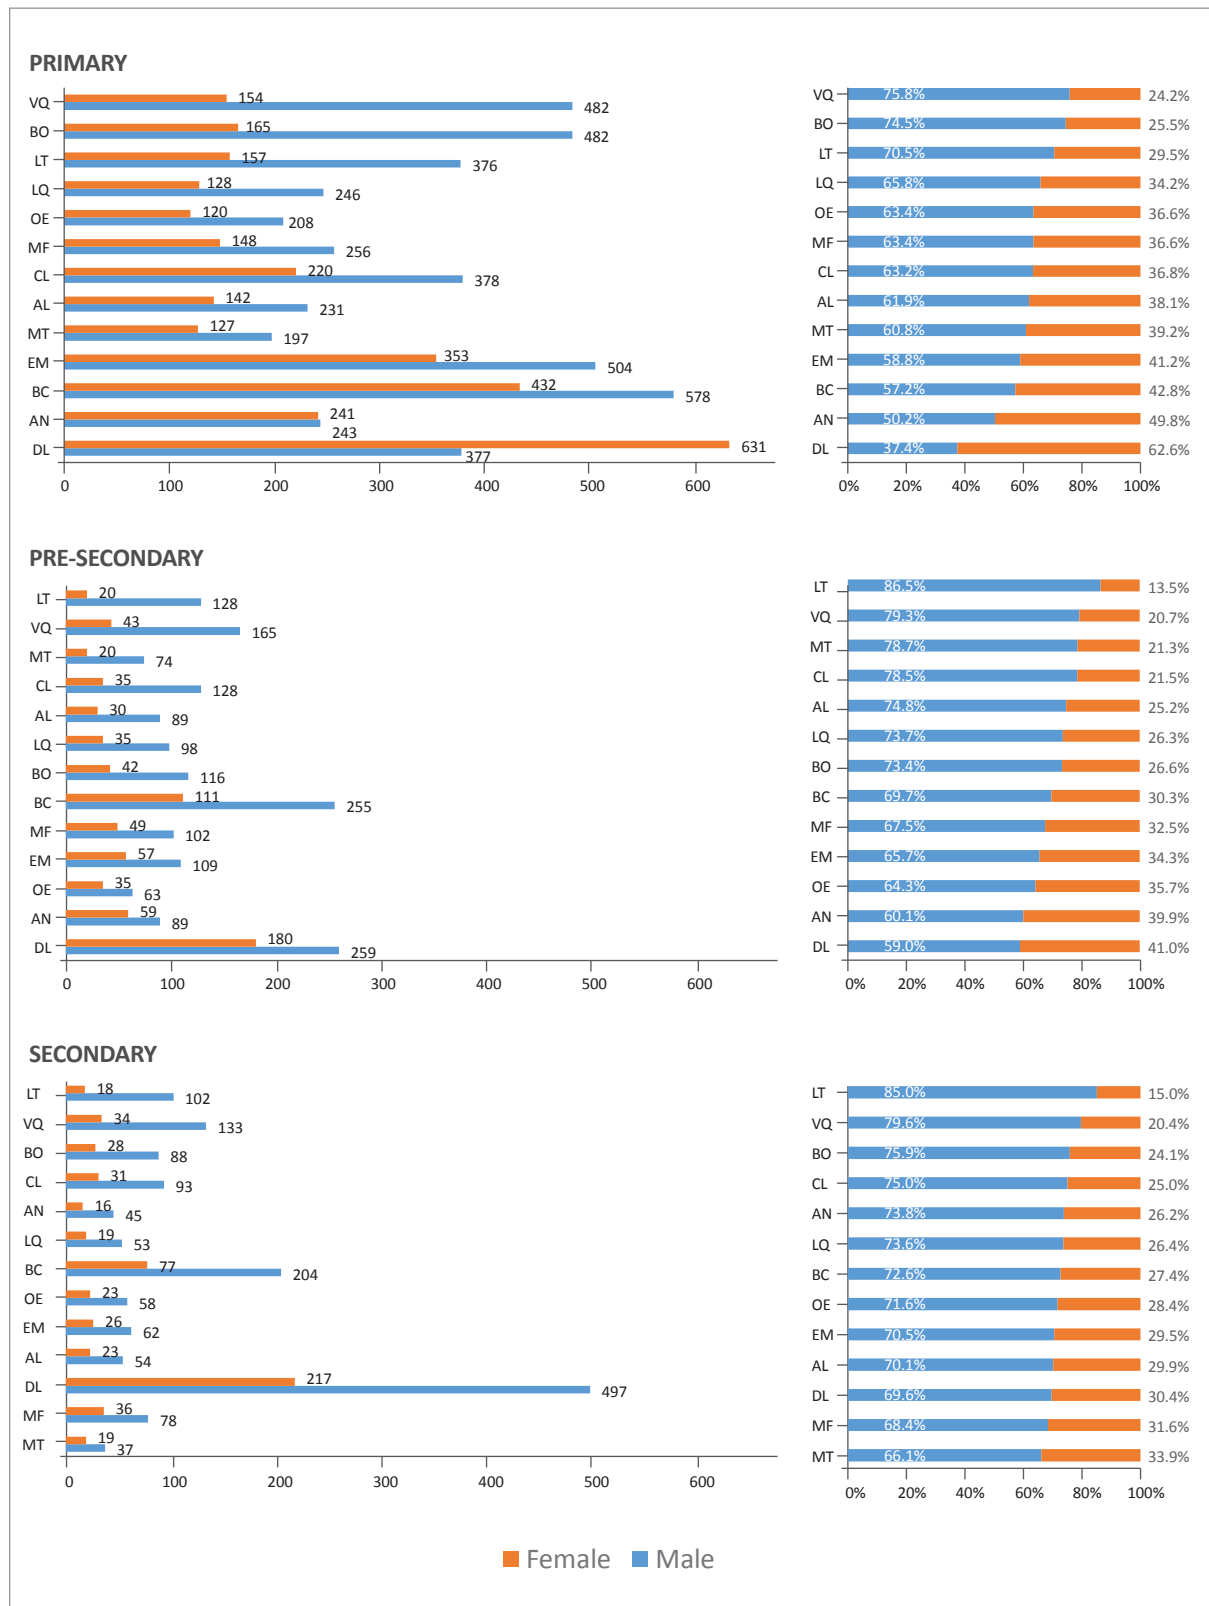 PRIMARY
VQ 154 482
BO 165 482
LT 157 376
LQ 128 246
OE 120 208
MF 148 256
CL 220 378
AL 142 231
MT 127 197
EM 353 504
BC 432 578
AN 241 243
DL 631 377
0 100 200 300 400 500 600
VQ 75.8% 24.2%
BO 74.5% 25.5%
LT 70.5% 29.5%
LQ 65.8% 34.2%
OE 63.4% 36.6%
MF 63.4% 36.6%
CL 63.2% 36.8%
AL 61.9% 38.1%
MT 60.8% 39.2%
EM 58.8% 41.2%
BC 57.2% 42.8%
AN 50.2% 49.8%
DL 37.4% 62.6%
0% 20% 40% 60% 80% 100%
PRE-SECONDARY
LT 20 128
VQ 43 165
MT 20 74
CL 35 128
AL 30 89
LQ 35 98
BO 42 116
BC 111 255
MF 49 102
EM 57 109
OE 35 63
AN 59 89
DL 180 259
0 100 200 300 400 500 600
LT 86.5% 13.5%
VQ 79.3% 20.7%
MT 78.7% 21.3%
CL 78.5% 21.5%
AL 74.8% 25.2%
LQ 73.7% 26.3%
BO 73.4% 26.6%
BC 69.7% 30.3%
MF 67.5% 32.5%
EM 65.7% 34.3%
OE 64.3% 35.7%
AN 60.1% 39.9%
DL 59.0% 41.0%
0% 20% 40% 60% 80% 100%
SECONDARY
LT 18 102
VQ 34 133
BO 28 88
CL 31 93
AN 16 45
LQ 19 53
BC 77 204
OE 23 58
EM 26 62
AL 23 54
DL 217 497
MF 36 78
MT 19 37
0 100 200 300 400 500 600
LT 85.0% 15.0%
VQ 79.6% 20.4%
BO 75.9% 24.1%
CL 75.0% 25.0%
AN 73.8% 26.2%
LQ 73.6% 26.4%
BC 72.6% 27.4%
OE 71.6% 28.4%
EM 70.5% 29.5%
AL 70.1% 29.9%
DL 69.6% 30.4%
MF 68.4% 31.6%
MT 66.1% 33.9%
0% 20% 40% 60% 80% 100%
Female Male